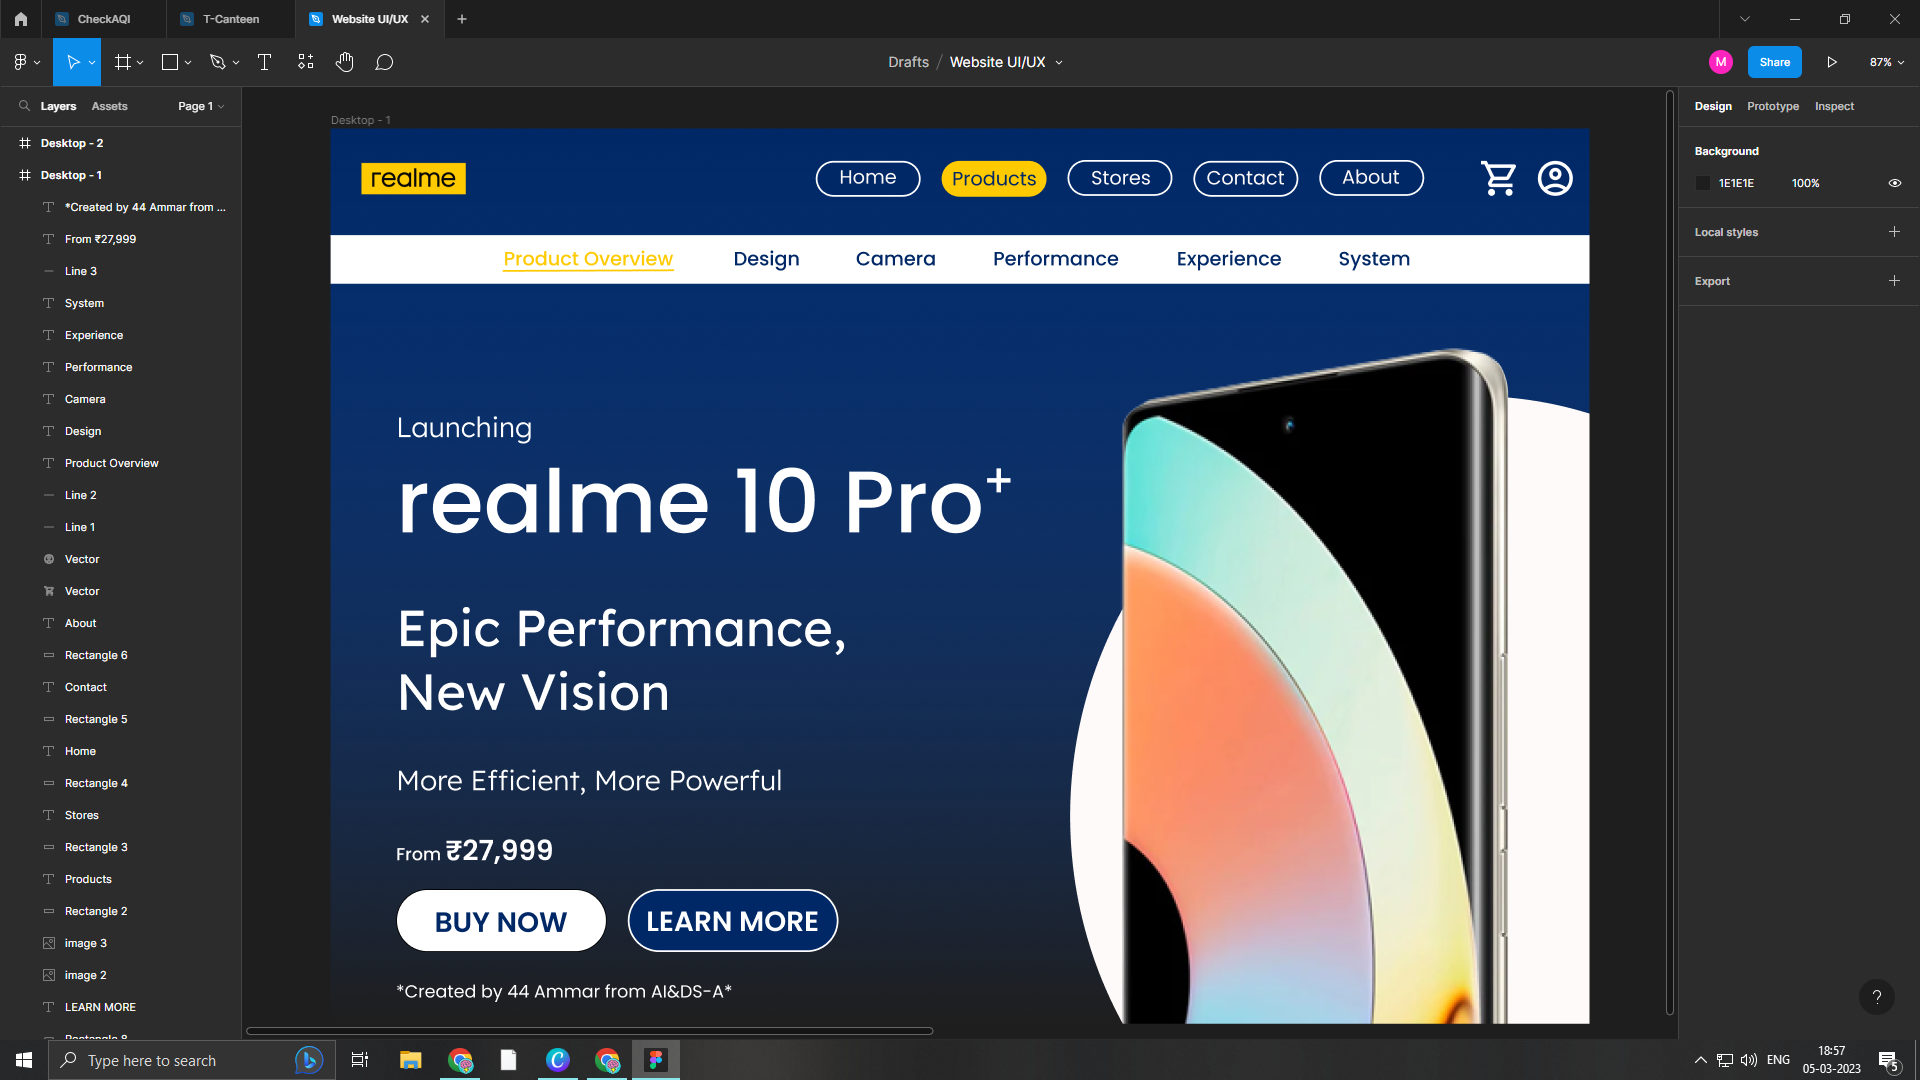 CheckAQI
T-Canteen
Website UI/UX
Drafts / Website UI/UX
M
Share
87%
Layers
Assets
Page 1
Desktop - 2
Desktop - 1
*Created by 44 Ammar from ...
From ₹27,999
Line 3
System
Experience
Performance
Camera
Design
Product Overview
Line 2
Line 1
Vector
Vector
About
Rectangle 6
Contact
Rectangle 5
Home
Rectangle 4
Stores
Rectangle 3
Products
Rectangle 2
image 3
image 2
LEARN MORE
Desktop - 1
realme
Home
Products
Stores
Contact
About
Product Overview
Design
Camera
Performance
Experience
System
Launching
realme 10 Pro+
Epic Performance,
New Vision
More Efficient, More Powerful
From ₹27,999
BUY NOW
LEARN MORE
*Created by 44 Ammar from AI&DS-A*
Design
Prototype
Inspect
Background
1E1E1E
100%
Local styles
Export
?
Type here to search
ENG
18:57
05-03-2023
5